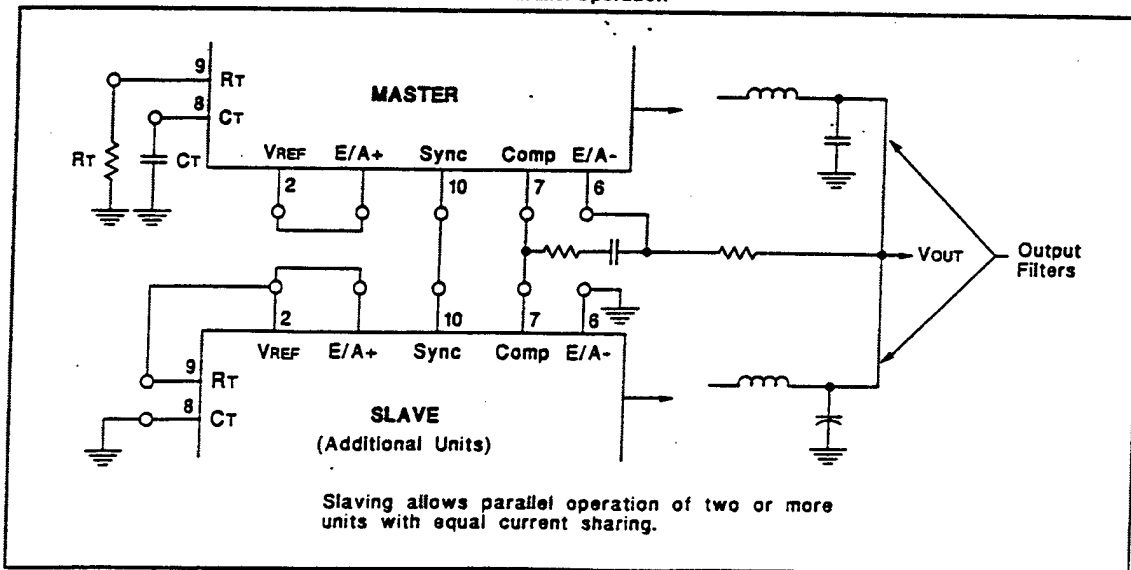 Operation
9
RT
MASTER
8
CT
RT
CT
VREF E/A+ Sync Comp E/A-
2 10 7 6
VOUT
Output
Filters
2 10 7 6
VREF E/A+ Sync Comp E/A-
9
RT
8
CT
SLAVE
(Additional Units)
Slaving allows parallel operation of two or more
units with equal current sharing.